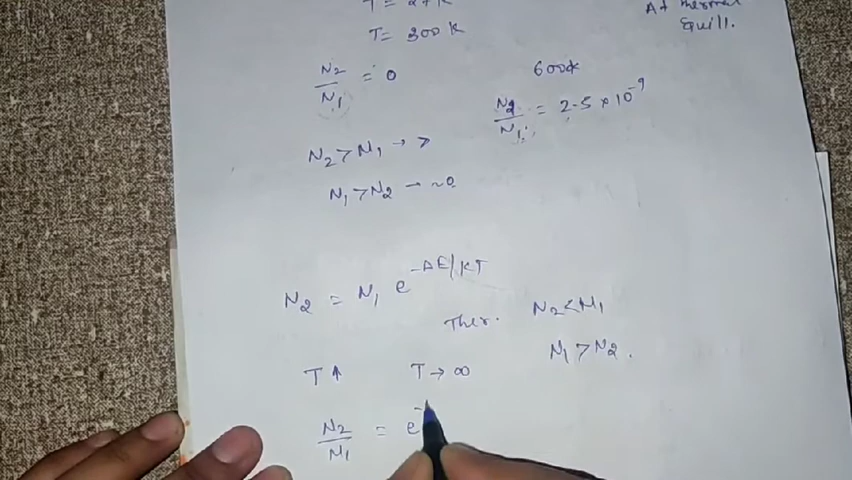 T = 27 K
At thermal
Equill.
T= 300 K
N2/N1 = 0
600k
N2/N1 = 2.5 × 10^-9
N2 > N1 → >
N1 > N2 → ~0
N2 = N1 e^-ΔE/KT
Ther.
N2 < N1
N1 > N2.
T ↑
T → ∞
N2/N1 = e^-